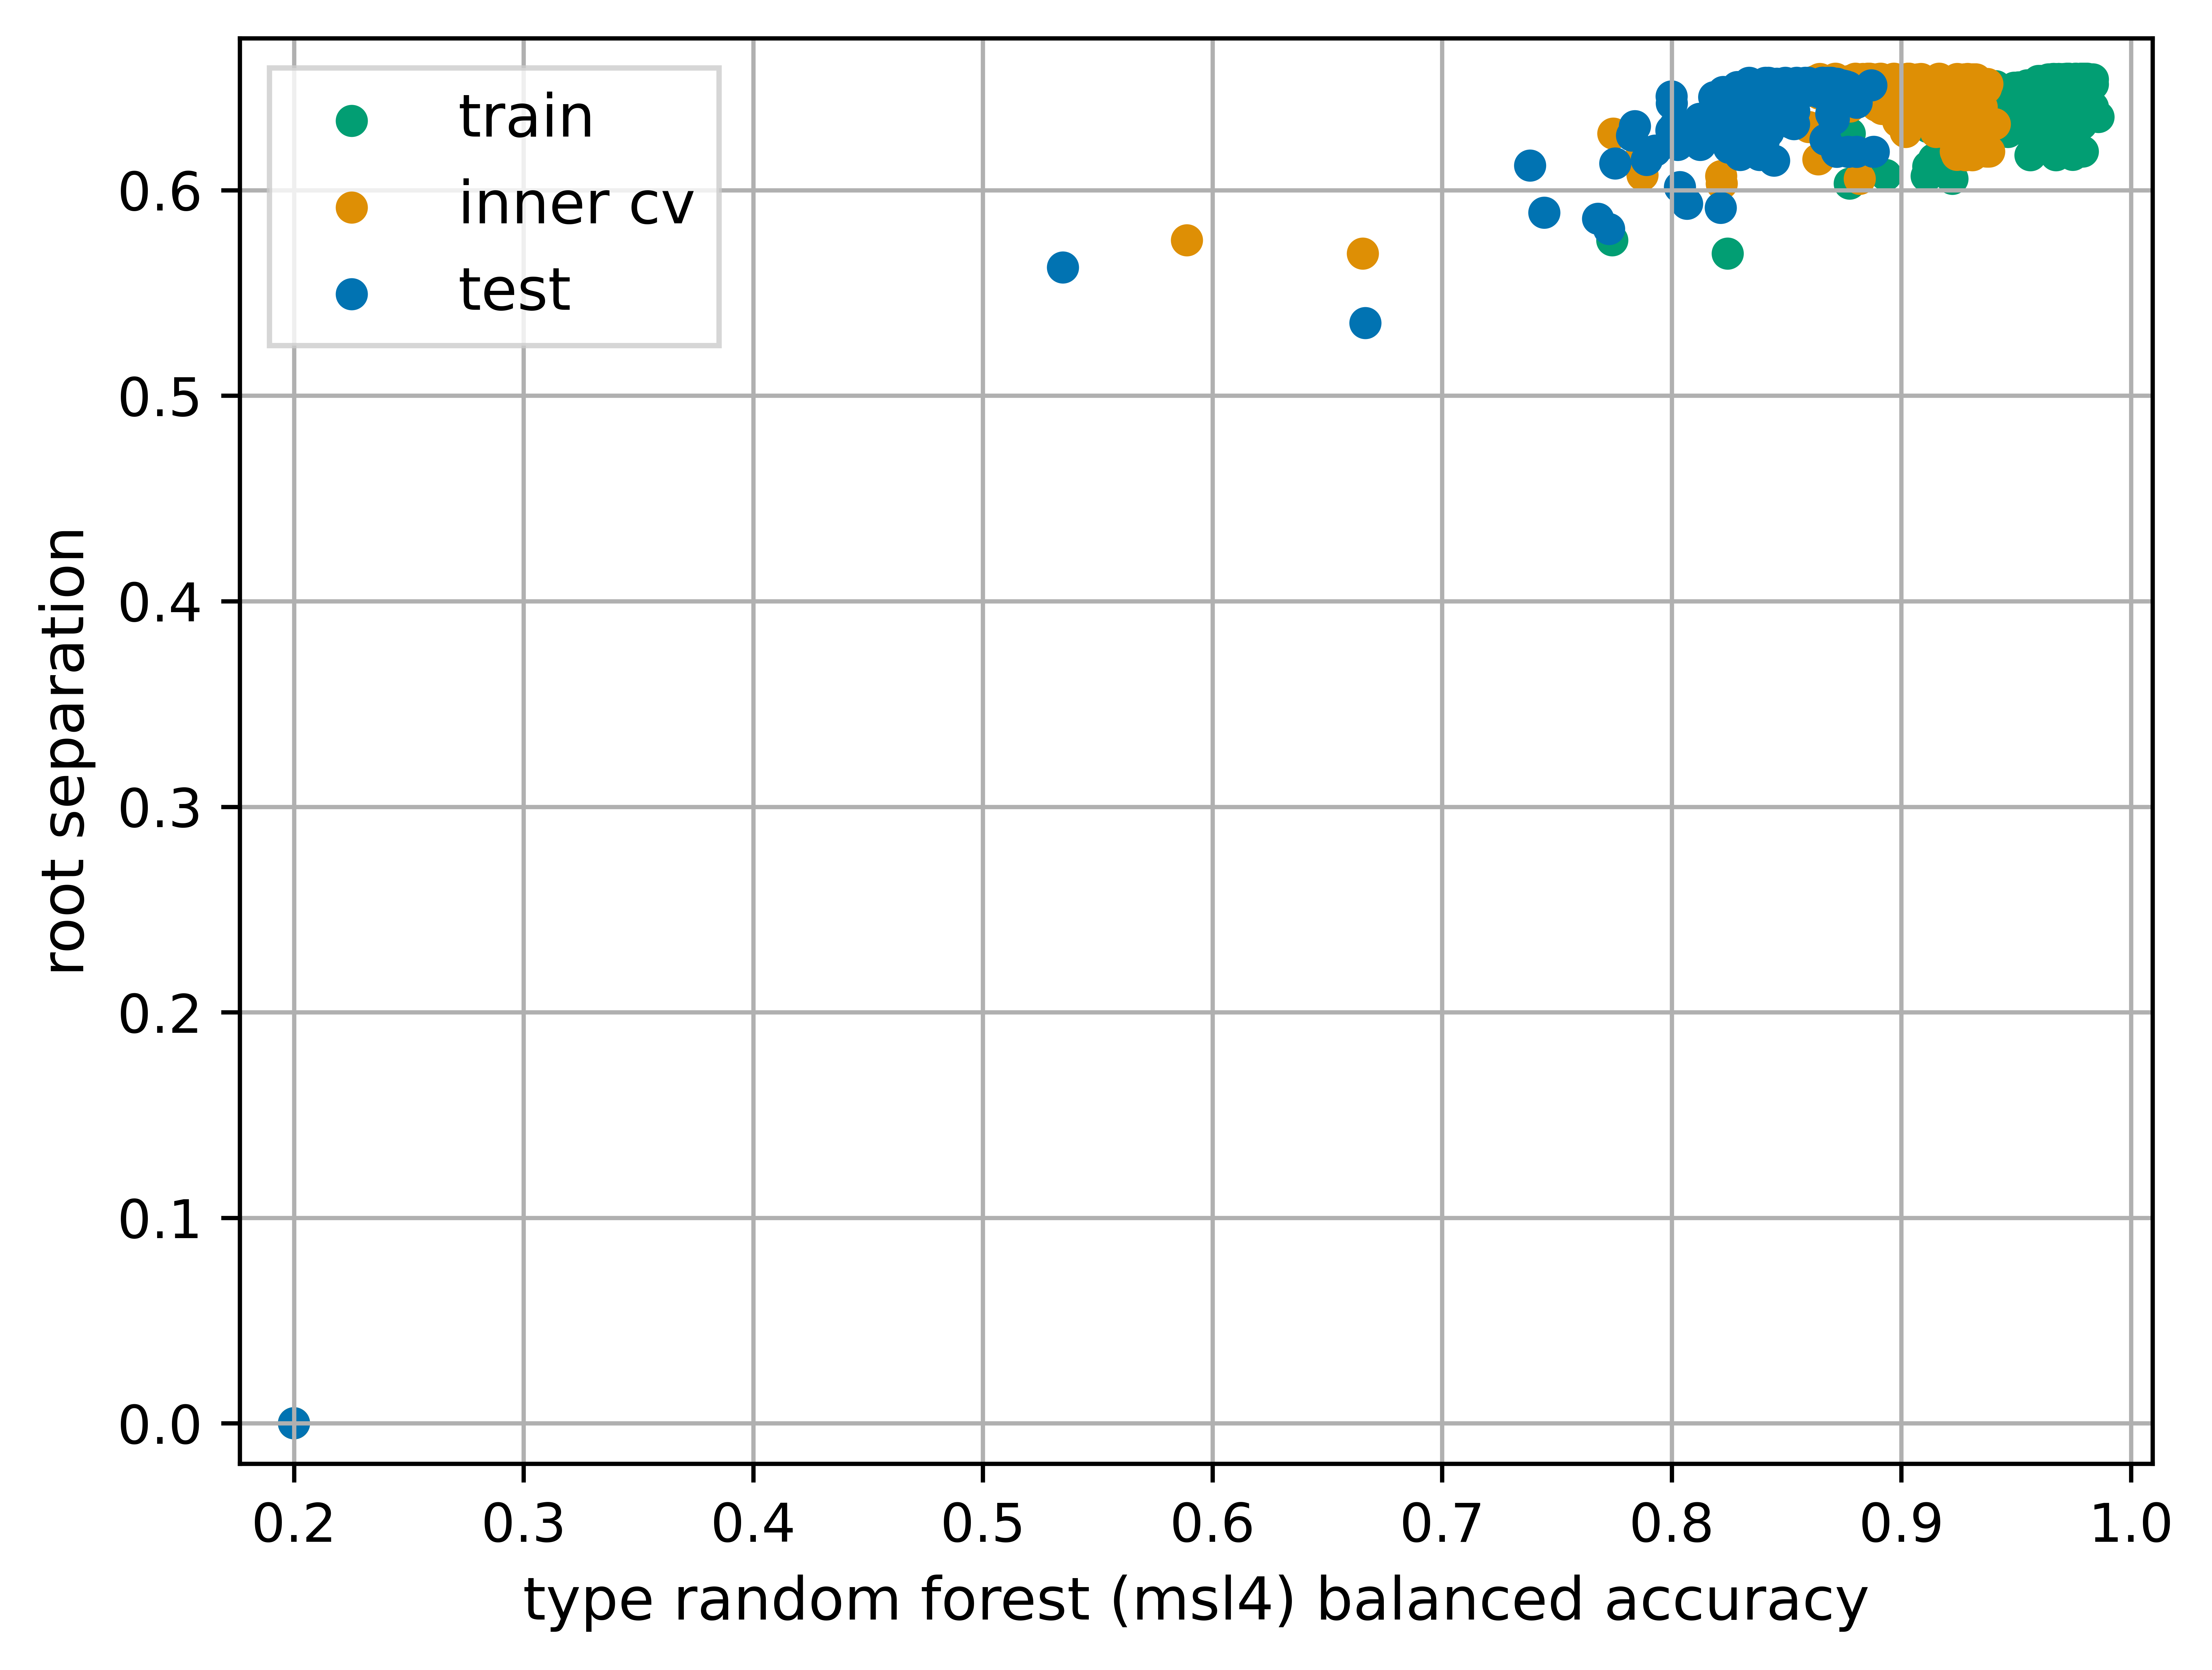 train
inner cv
test
0.6
0.5
0.4
0.3
0.2
0.1
0.0
root separation
0.2 0.3 0.4 0.5 0.6 0.7 0.8 0.9 1.0
type random forest (msl4) balanced accuracy